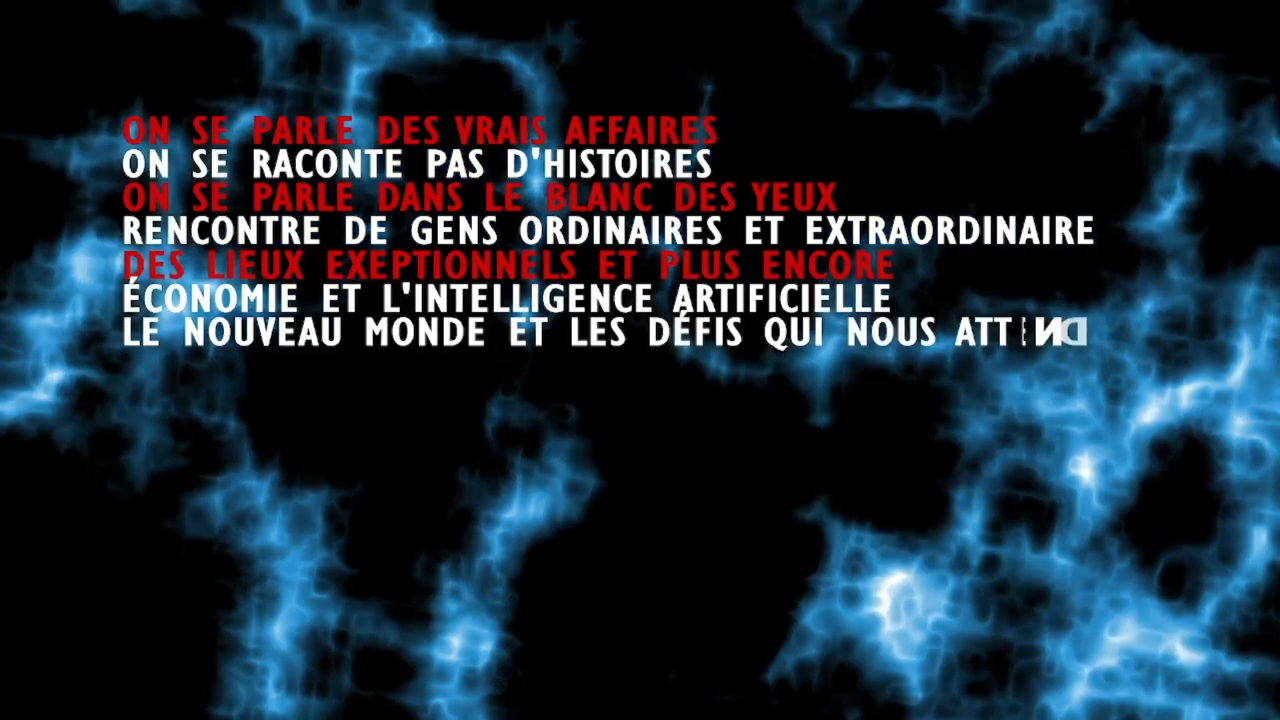 ON SE PARLE DES VRAIS AFFAIRES
ON SE RACONTE PAS D'HISTOIRES
ON SE PARLE DANS LE BLANC DES YEUX
RENCONTRE DE GENS ORDINAIRES ET EXTRAORDINAIRE
DES LIEUX EXEPTIONNELS ET PLUS ENCORE
ÉCONOMIE ET L'INTELLIGENCE ARTIFICIELLE
LE NOUVEAU MONDE ET LES DÉFIS QUI NOUS